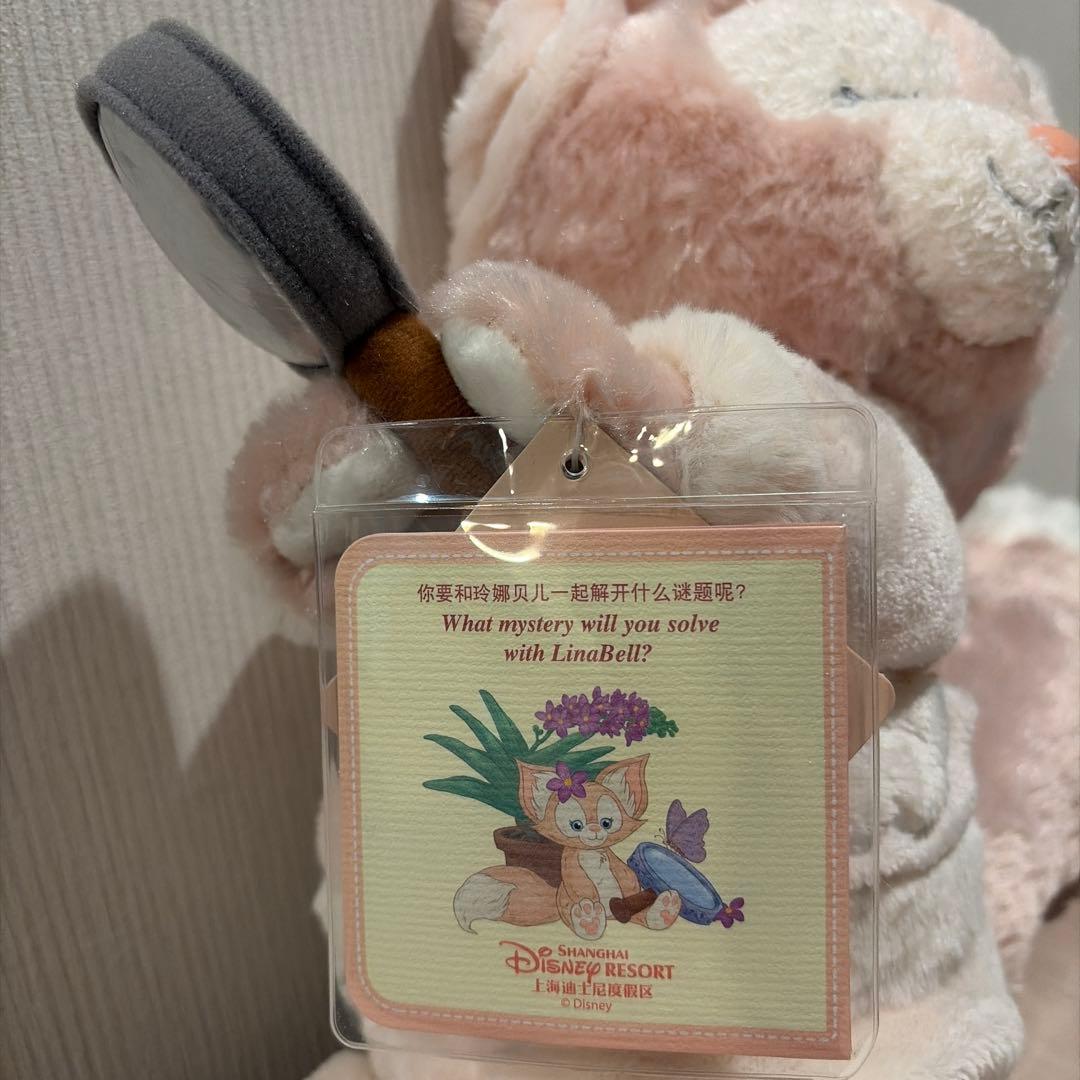 你要和玲娜贝儿一起解开什么谜题呢？
What mystery will you solve
with LinaBell?
SHANGHAI
DISNEY RESORT
上海迪士尼度假区
© Disney